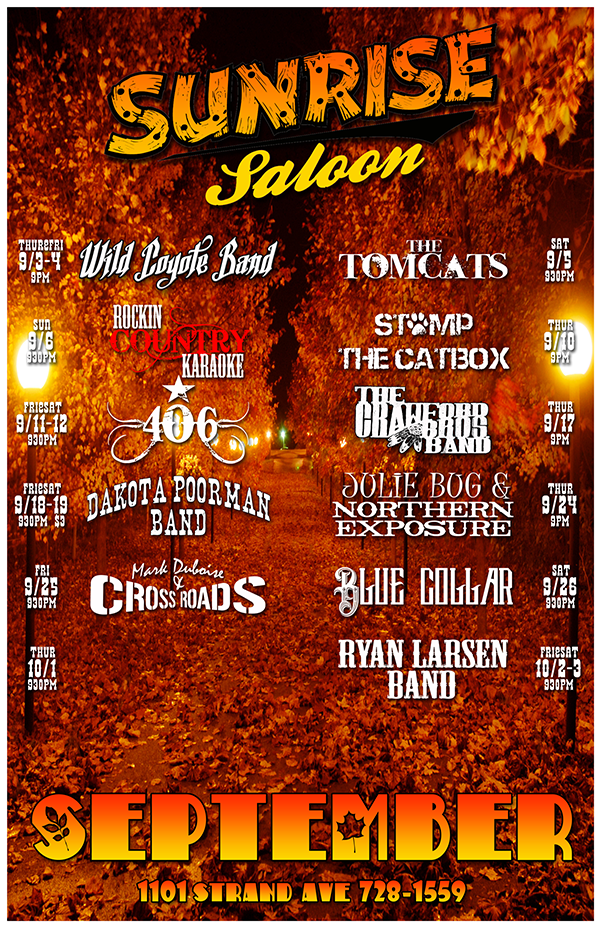 SUNRISE
Saloon
THUR&FRI
9/3-4
9PM
Wild Coyote Band
THE
TOMCATS
SAT
9/5
930PM
SUN
9/6
930PM
ROCKIN
COUNTRY
KARAOKE
STOMP
THE CATBOX
THUR
9/10
9PM
FRI&SAT
9/11-12
930PM
406
THE
CRAWFORD
BROS
BAND
THUR
9/17
9PM
FRI&SAT
9/18-19
930PM $3
DAKOTA POORMAN
BAND
JULIE BUG &
NORTHERN
EXPOSURE
THUR
9/24
9PM
FRI
9/25
930PM
Mark Duboise
&
CROSSROADS
BLUE COLLAR
SAT
9/26
930PM
THUR
10/1
930PM
RYAN LARSEN
BAND
FRI&SAT
10/2-3
930PM
SEPTEMBER
1101 STRAND AVE 728-1559